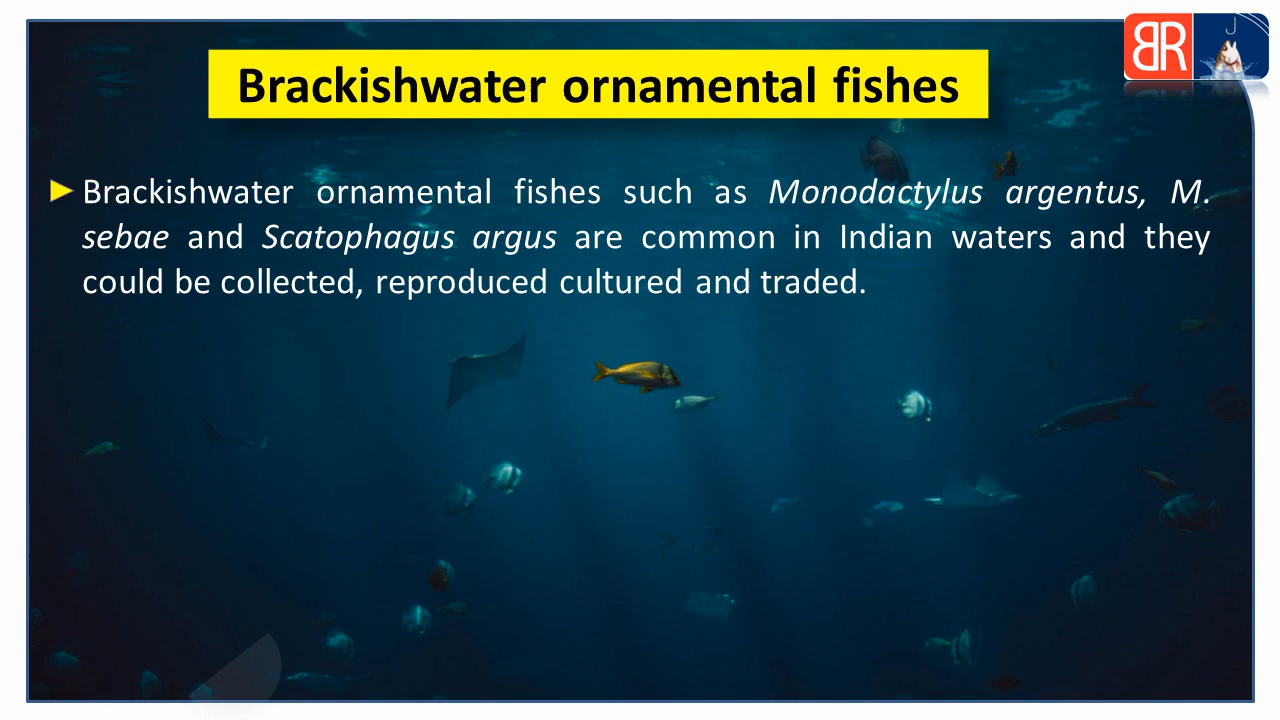 BR
Brackishwater ornamental fishes
Brackishwater ornamental fishes such as Monodactylus argentus, M.
sebae and Scatophagus argus are common in Indian waters and they
could be collected, reproduced cultured and traded.